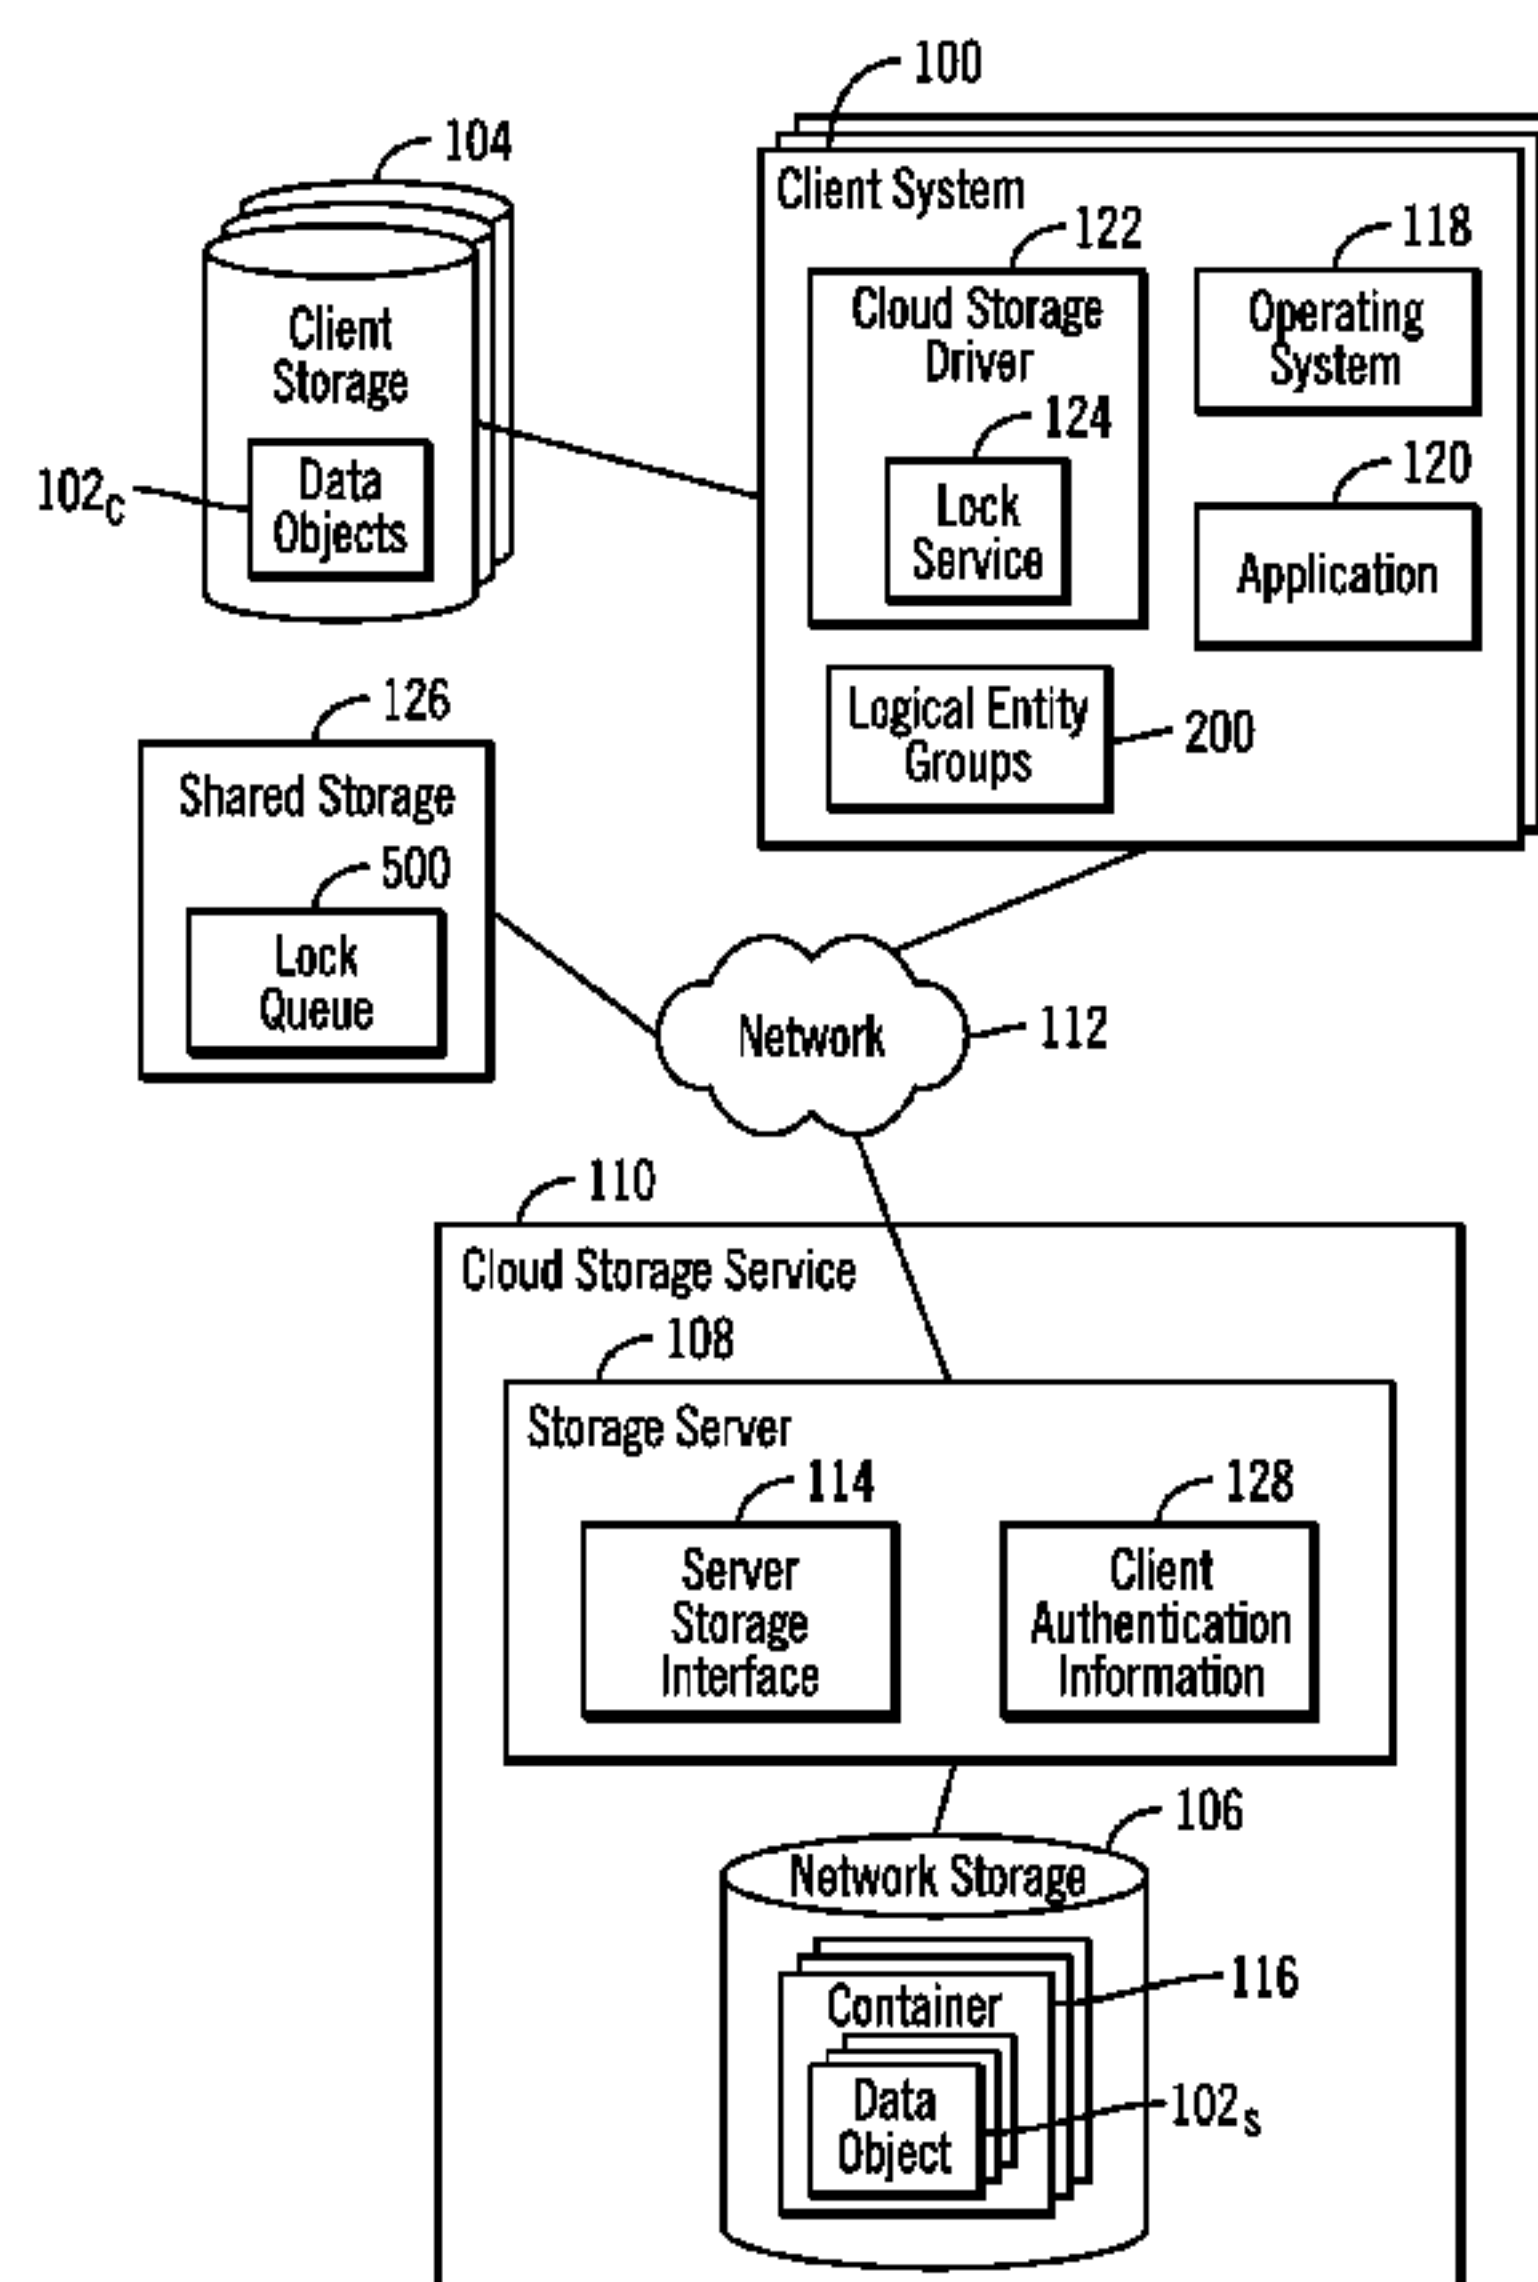 100
104
Client System
122
118
Cloud Storage
Driver
Operating
System
Client
Storage
124
120
102C
Data
Objects
Lock
Service
Application
126
Logical Entity
Groups
200
Shared Storage
500
Lock
Queue
Network
112
110
Cloud Storage Service
108
Storage Server
114
128
Server
Storage
Interface
Client
Authentication
Information
106
Network Storage
116
Container
Data
Object
102s